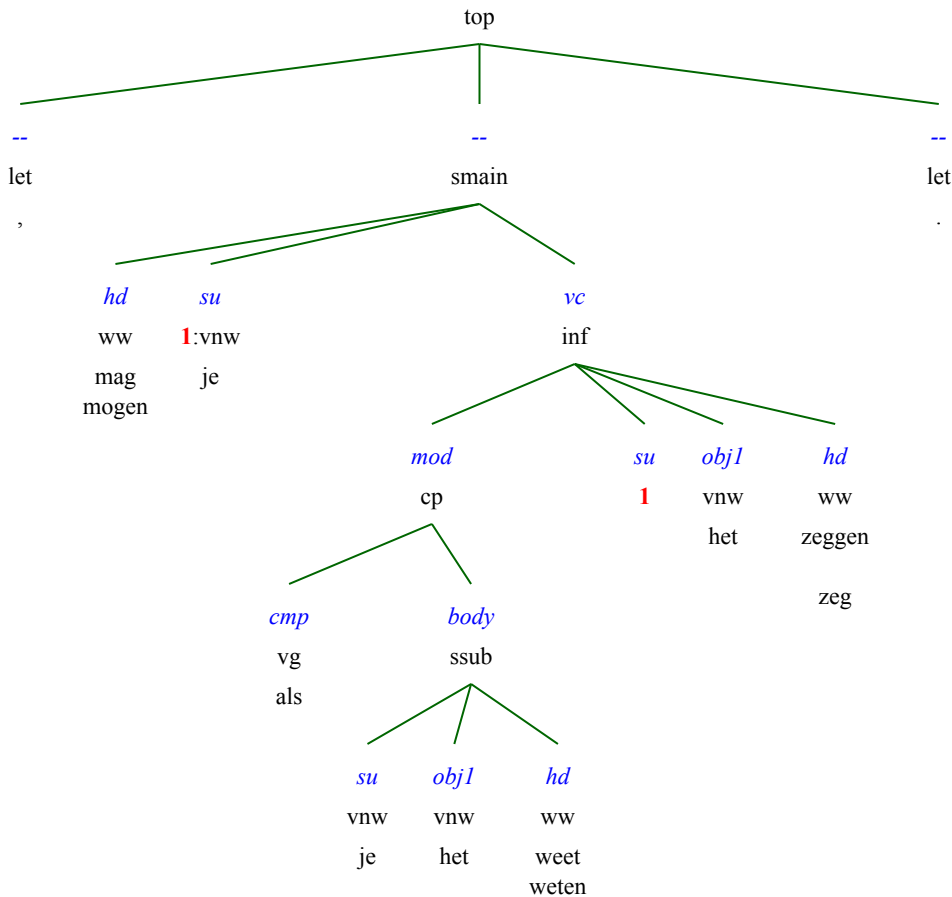 top
-- -- --
let smain let
, .
hd su vc
ww 1:vnw inf
mag je
mogen
mod su obj1 hd
cp 1 vnw ww
het zeggen
cmp body zeg
vg ssub
als
su obj1 hd
vnw vnw ww
je het weet
weten